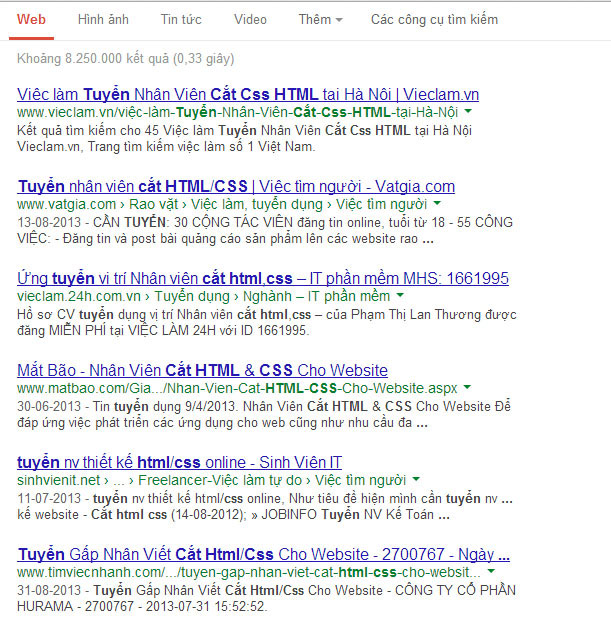 Web Hình ảnh Tin tức Video Thêm Các công cụ tìm kiếm
Khoảng 8.250.000 kết quả (0,33 giây)
Việc làm Tuyển Nhân Viên Cắt Css HTML tại Hà Nội | Vieclam.vn
www.vieclam.vn/việc-làm-Tuyển-Nhân-Viên-Cắt-Css-HTML-tại-Hà-Nội
Kết quả tìm kiếm cho 45 Việc làm Tuyển Nhân Viên Cắt Css HTML tại Hà Nội
Vieclam.vn, Trang tìm kiếm việc làm số 1 Việt Nam.
Tuyển nhân viên cắt HTML/CSS | Việc tìm người - Vatgia.com
www.vatgia.com › Rao vặt › Việc làm, tuyển dụng › Việc tìm người
13-08-2013 - CẦN TUYỂN: 30 CỘNG TÁC VIÊN đăng tin online, tuổi từ 18 - 55 CÔNG
VIỆC: - Đăng tin và post bài quảng cáo sản phẩm lên các website rao ...
Ứng tuyển vị trí Nhân viên cắt html,css – IT phần mềm MHS: 1661995
vieclam.24h.com.vn › Tuyển dụng › Nghành – IT phần mềm
Hồ sơ CV tuyển dụng vị trí Nhân viên cắt html,css – của Phạm Thị Lan Thương được
đăng MIỄN PHÍ tại VIỆC LÀM 24H với ID 1661995.
Mắt Bão - Nhân Viên Cắt HTML & CSS Cho Website
www.matbao.com/Gia.../Nhan-Vien-Cat-HTML-CSS-Cho-Website.aspx
30-06-2013 - Tin tuyển dụng 9/4/2013. Nhân Viên Cắt HTML & CSS Cho Website Để
đáp ứng việc phát triển các ứng dụng cho web cũng như nhu cầu đa ...
tuyển nv thiết kế html/css online - Sinh Viên IT
sinhvienit.net › ... › Freelancer-Việc làm tự do › Việc tìm người
11-07-2013 - tuyển nv thiết kế html/css online, Như tiêu đề hiện mình cần tuyển nv ...
kế website - Cắt html css (14-08-2012); » JOBINFO Tuyển NV Kế Toán ...
Tuyển Gấp Nhân Viết Cắt Html/Css Cho Website - 2700767 - Ngày ...
www.timviecnhanh.com/.../tuyen-gap-nhan-viet-cat-html-css-cho-websit...
31-08-2013 - Tuyển Gấp Nhân Viết Cắt Html/Css Cho Website - CÔNG TY CỔ PHẦN
HURAMA - 2700767 - 2013-07-31 15:52:52.